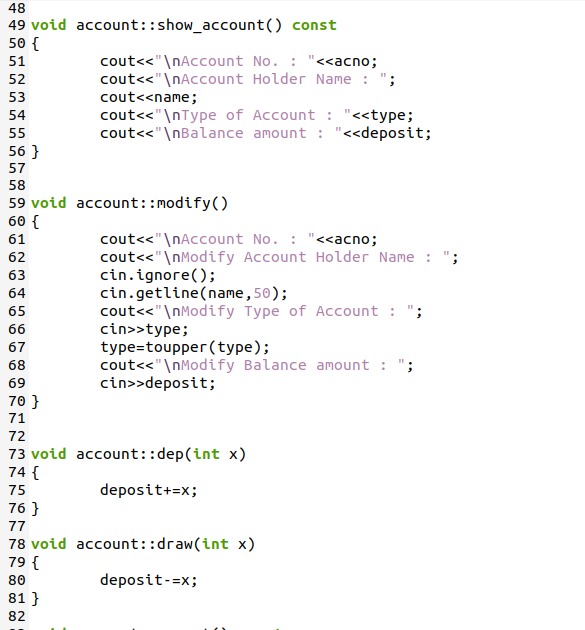 48
49 void account::show_account() const
50 {
51 cout<<"\nAccount No. : "<<acno;
52 cout<<"\nAccount Holder Name : ";
53 cout<<name;
54 cout<<"\nType of Account : "<<type;
55 cout<<"\nBalance amount : "<<deposit;
56 }
57
58
59 void account::modify()
60 {
61 cout<<"\nAccount No. : "<<acno;
62 cout<<"\nModify Account Holder Name : ";
63 cin.ignore();
64 cin.getline(name,50);
65 cout<<"\nModify Type of Account : ";
66 cin>>type;
67 type=toupper(type);
68 cout<<"\nModify Balance amount : ";
69 cin>>deposit;
70 }
71
72
73 void account::dep(int x)
74 {
75 deposit+=x;
76 }
77
78 void account::draw(int x)
79 {
80 deposit-=x;
81 }
82